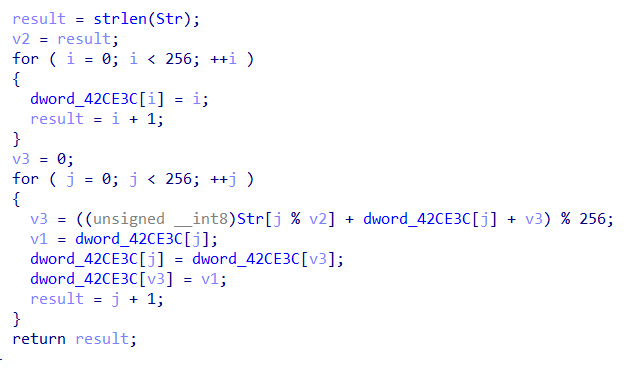 result = strlen(Str);
v2 = result;
for ( i = 0; i < 256; ++i )
{
  dword_42CE3C[i] = i;
  result = i + 1;
}
v3 = 0;
for ( j = 0; j < 256; ++j )
{
  v3 = ((unsigned __int8)Str[j % v2] + dword_42CE3C[j] + v3) % 256;
  v1 = dword_42CE3C[j];
  dword_42CE3C[j] = dword_42CE3C[v3];
  dword_42CE3C[v3] = v1;
  result = j + 1;
}
return result;